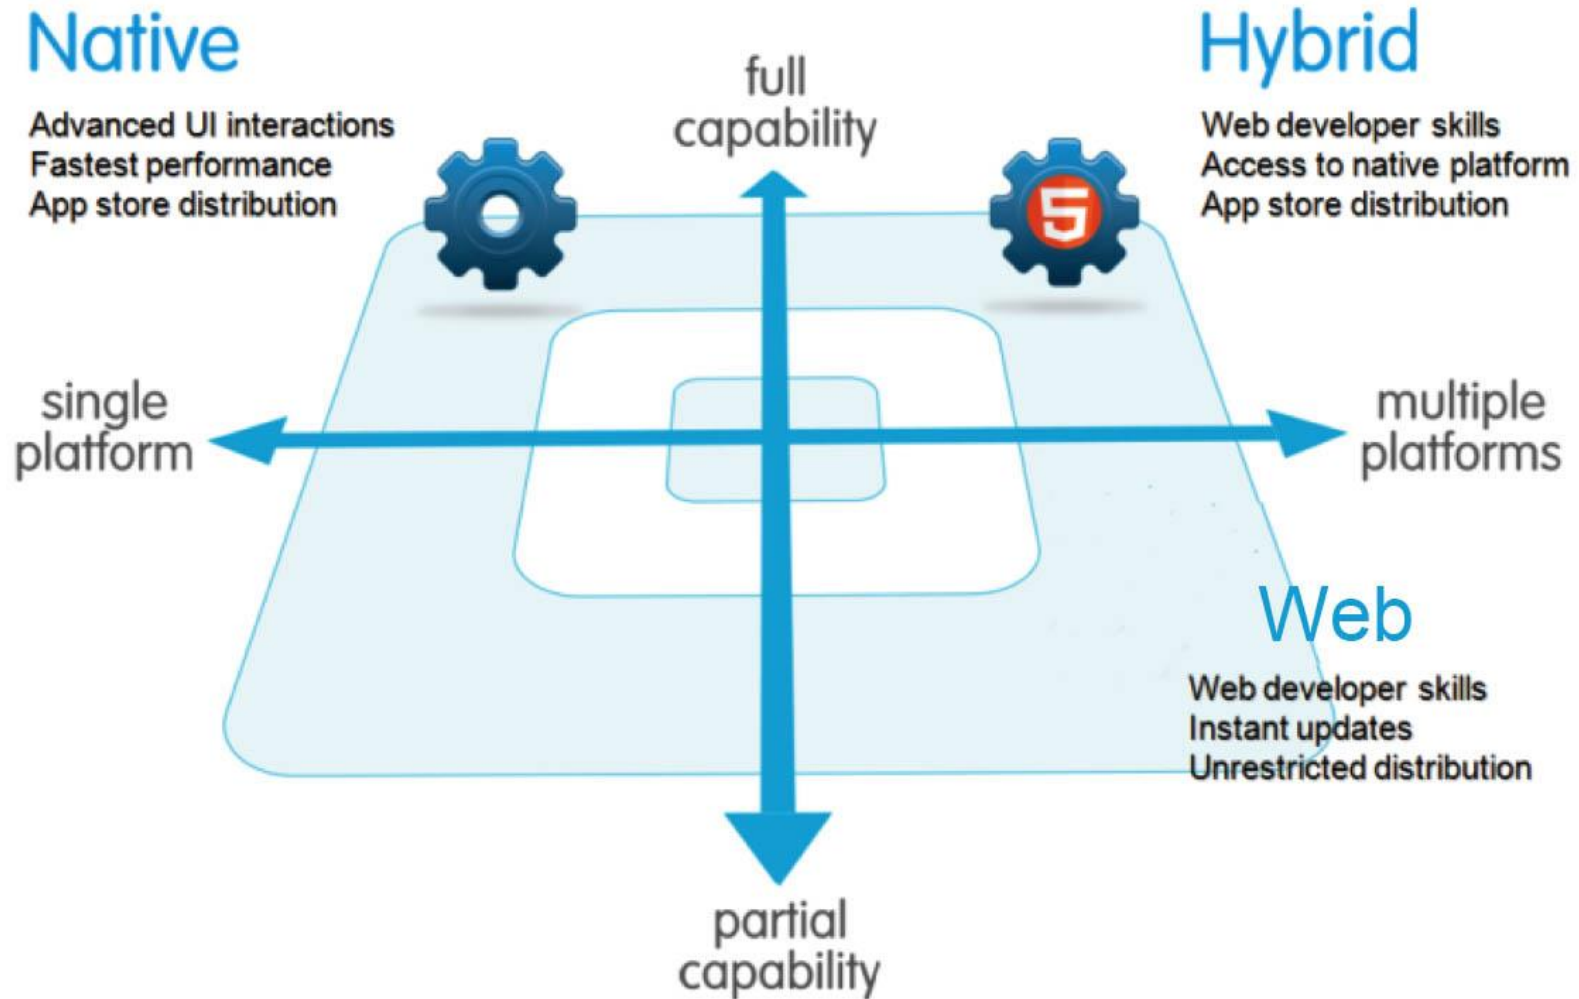 Native
Advanced UI interactions
Fastest performance
App store distribution
full
capability
Hybrid
Web developer skills
Access to native platform
App store distribution
5
single
platform
multiple
platforms
Web
Web developer skills
Instant updates
Unrestricted distribution
partial
capability